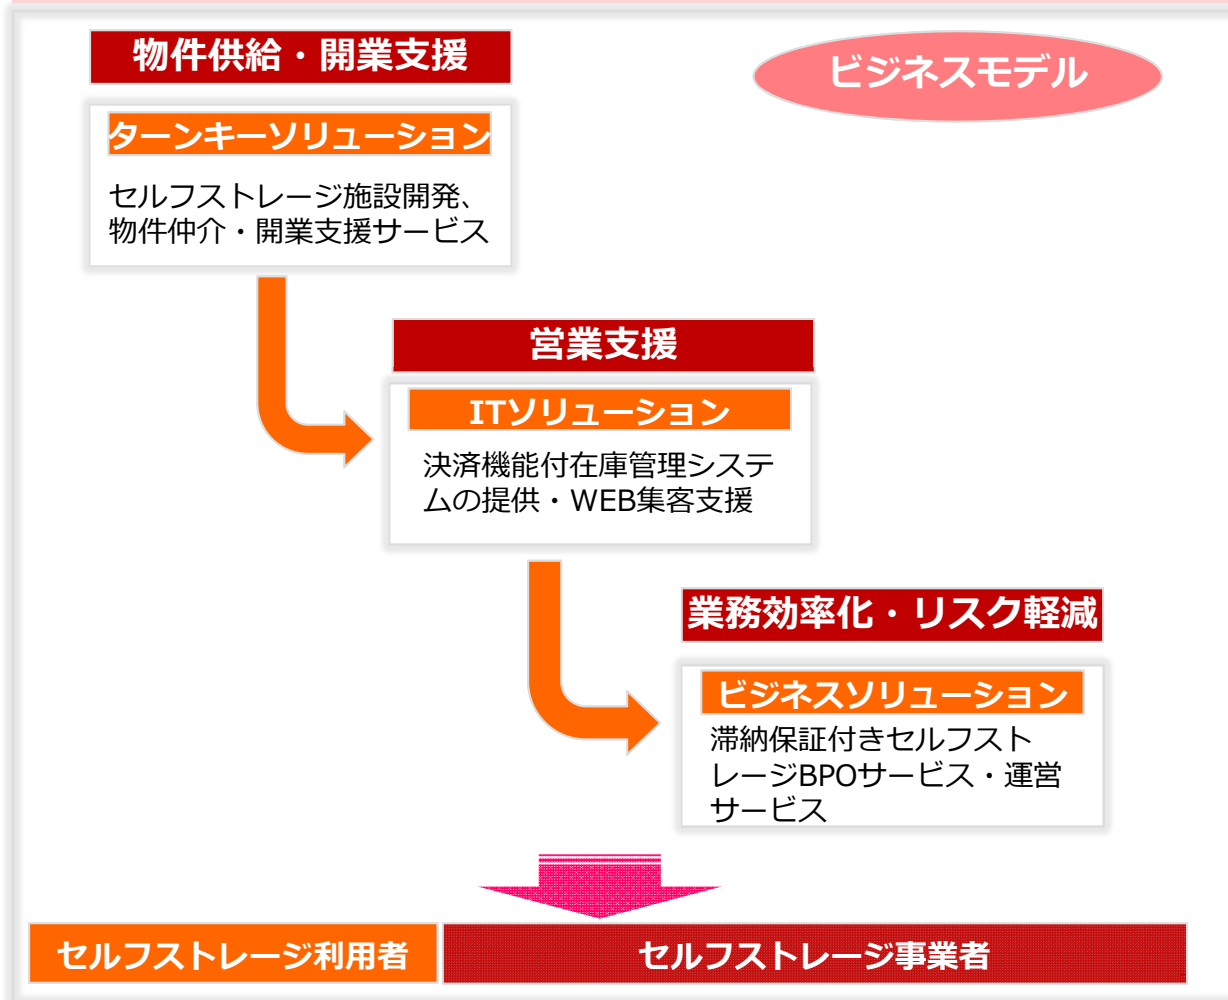 物件供給・開業支援
ビジネスモデル
ターンキーソリューション
セルフストレージ施設開発、
物件仲介・開業支援サービス
営業支援
ITソリューション
決済機能付在庫管理システ
ムの提供・WEB集客支援
業務効率化・リスク軽減
ビジネスソリューション
滞納保証付きセルフスト
レージBPOサービス・運営
サービス
セルフストレージ利用者
セルフストレージ事業者